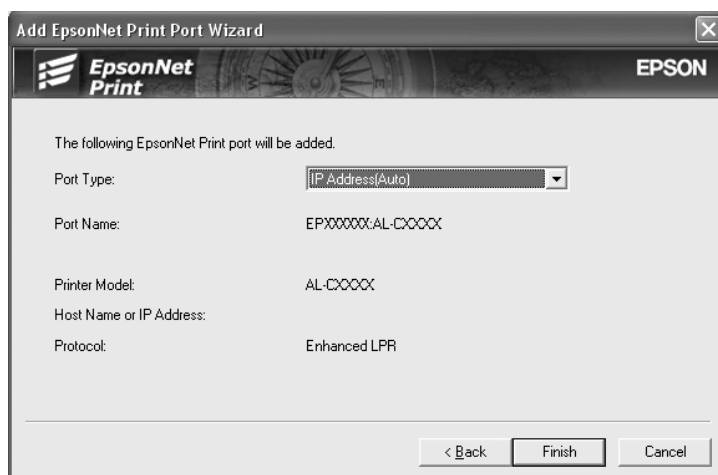 Add EpsonNet Print Port Wizard
EpsonNet
Print
EPSON
The following EpsonNet Print port will be added.
Port Type: IP Address(Auto)
Port Name: EPXXXXXX:AL-CXXXX
Printer Model: AL-CXXXX
Host Name or IP Address:
Protocol: Enhanced LPR
< Back Finish Cancel